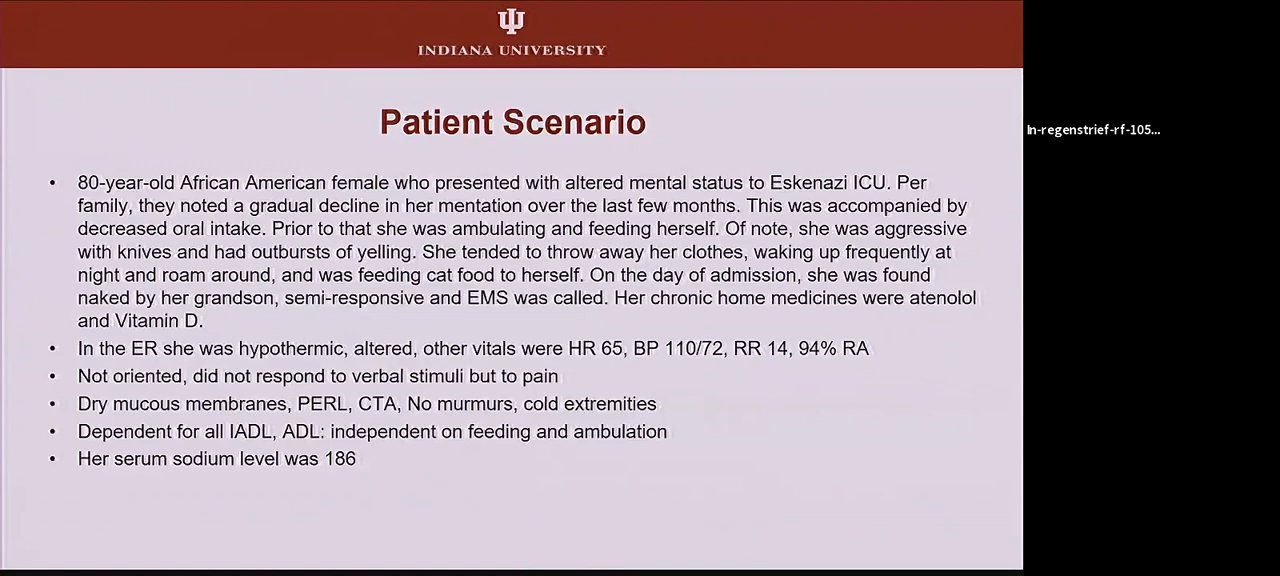 INDIANA UNIVERSITY
Patient Scenario
• 80-year-old African American female who presented with altered mental status to Eskenazi ICU. Per
family, they noted a gradual decline in her mentation over the last few months. This was accompanied by
decreased oral intake. Prior to that she was ambulating and feeding herself. Of note, she was aggressive
with knives and had outbursts of yelling. She tended to throw away her clothes, waking up frequently at
night and roam around, and was feeding cat food to herself. On the day of admission, she was found
naked by her grandson, semi-responsive and EMS was called. Her chronic home medicines were atenolol
and Vitamin D.
• In the ER she was hypothermic, altered, other vitals were HR 65, BP 110/72, RR 14, 94% RA
• Not oriented, did not respond to verbal stimuli but to pain
• Dry mucous membranes, PERL, CTA, No murmurs, cold extremities
• Dependent for all IADL, ADL: independent on feeding and ambulation
• Her serum sodium level was 186
In-regenstrief-rf-105...